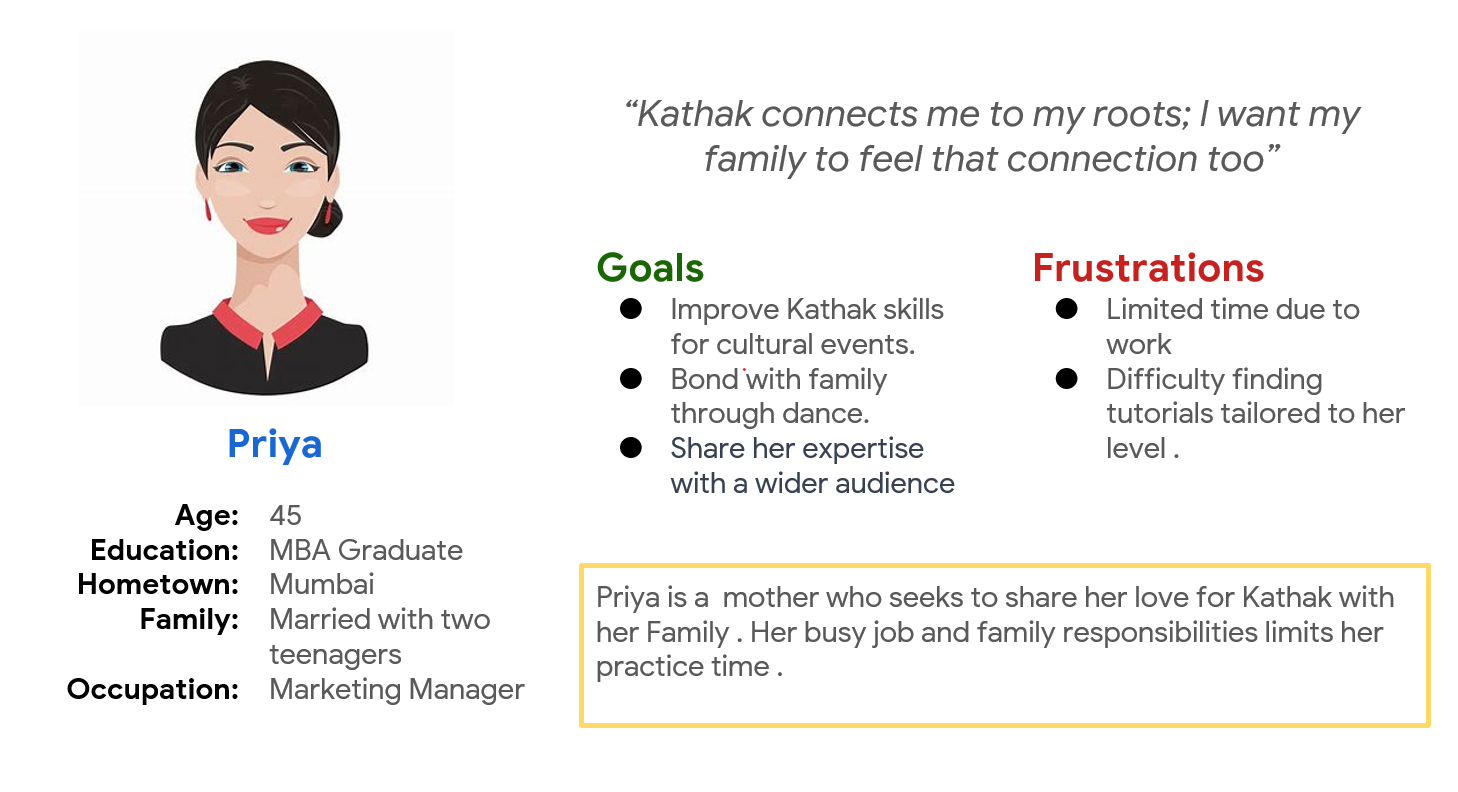 “Kathak connects me to my roots; I want my
family to feel that connection too”
Goals
● Improve Kathak skills
for cultural events.
● Bond with family
through dance.
● Share her expertise
with a wider audience
Frustrations
● Limited time due to
work
● Difficulty finding
tutorials tailored to her
level .
Priya
Age: 45
Education: MBA Graduate
Hometown: Mumbai
Family: Married with two
teenagers
Occupation: Marketing Manager
Priya is a  mother who seeks to share her love for Kathak with
her Family . Her busy job and family responsibilities limits her
practice time .